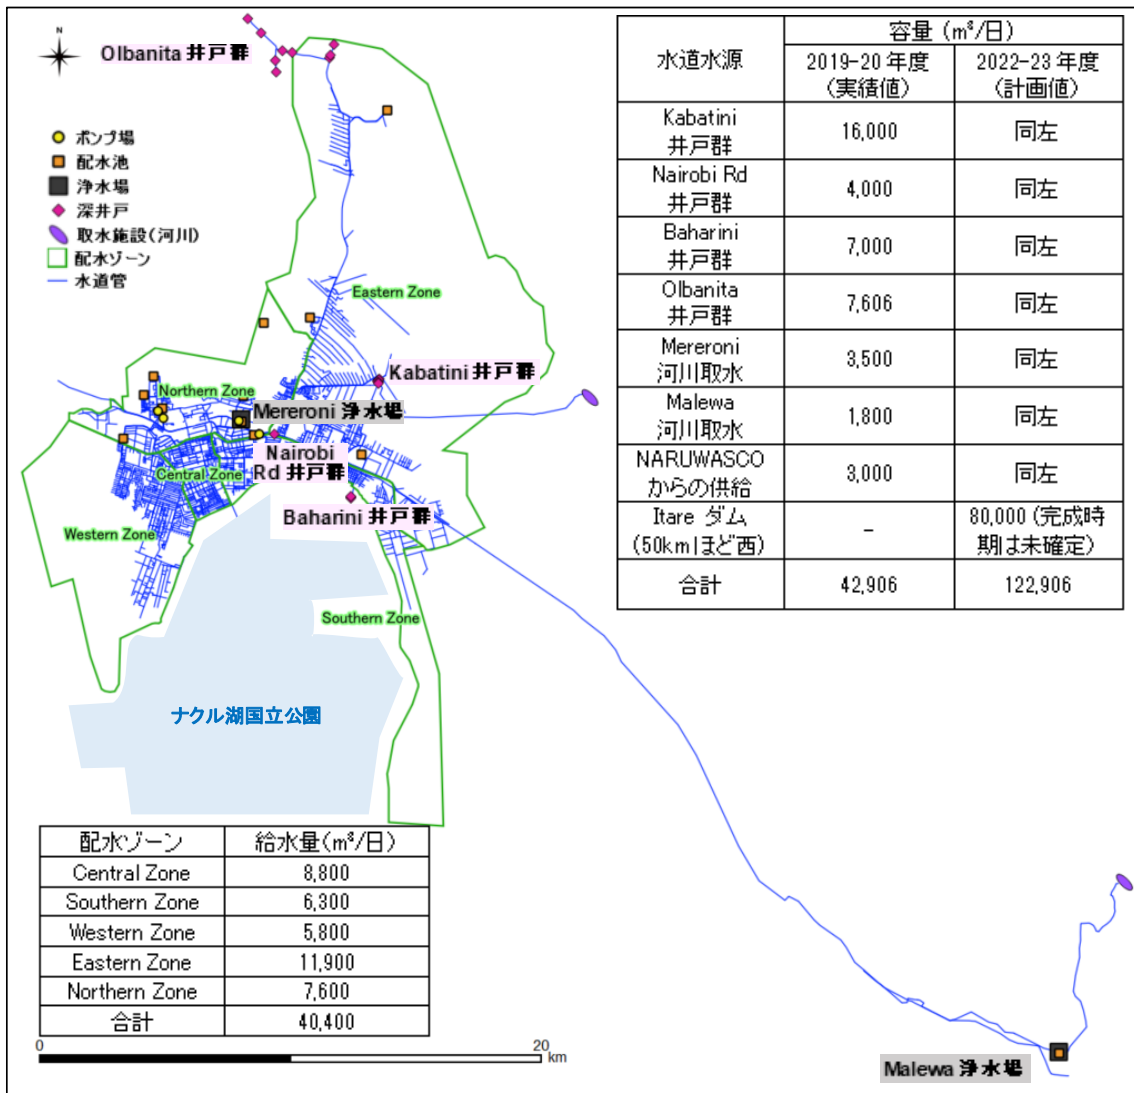 N
Olbanita 井戸群
ポンプ場
配水池
浄水場
深井戸
取水施設(河川)
配水ゾーン
水道管
Eastern Zone
Kabatini 井戸群
Northern Zone
Mereroni 浄水場
Nairobi
Rd 井戸群
Central Zone
Baharini 井戸群
Western Zone
Southern Zone
ナクル湖国立公園
水道水源
容量 (m³/日)
2019-20 年度
(実績値)
2022-23 年度
(計画値)
Kabatini
井戸群
16,000
同左
Nairobi Rd
井戸群
4,000
同左
Baharini
井戸群
7,000
同左
Olbanita
井戸群
7,606
同左
Mereroni
河川取水
3,500
同左
Malewa
河川取水
1,800
同左
NARUWASCO
からの供給
3,000
同左
Itare ダム
(50kmほど西)
–
80,000 (完成時
期は未確定)
合計
42,906
122,906
配水ゾーン 給水量(m³/日)
Central Zone 8,800
Southern Zone 6,300
Western Zone 5,800
Eastern Zone 11,900
Northern Zone 7,600
合計 40,400
0 20
km
Malewa 浄水場